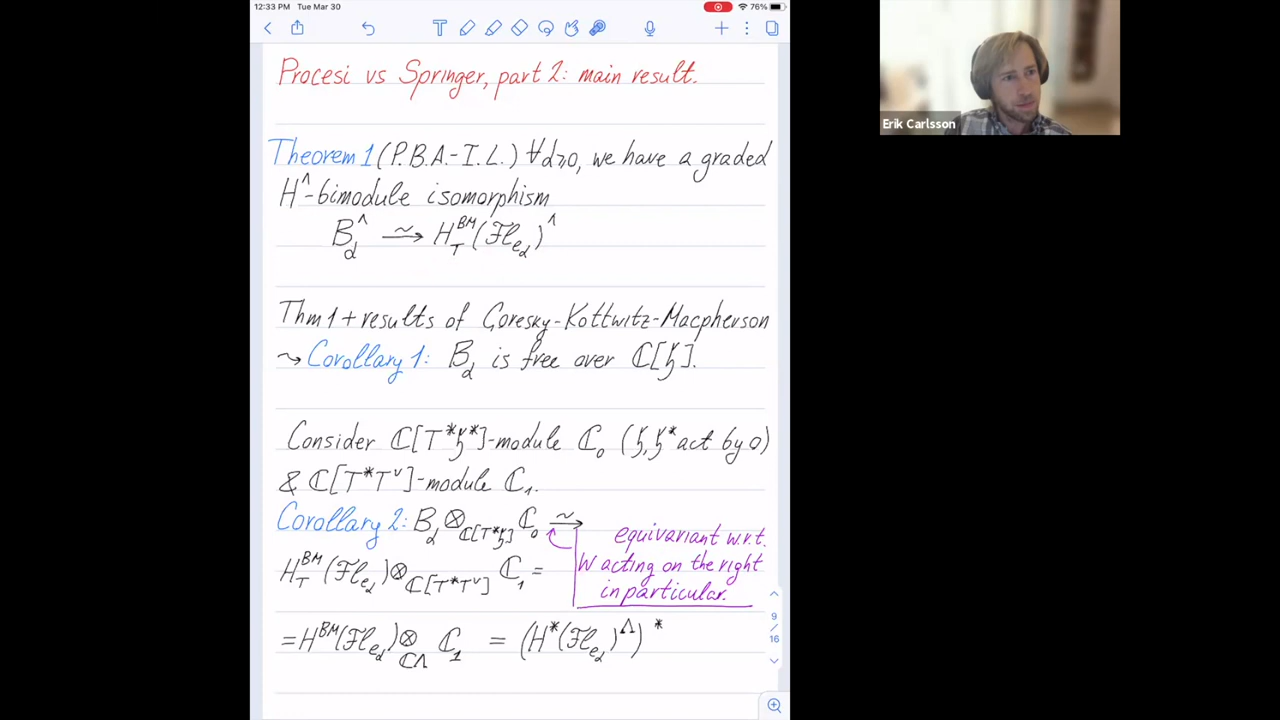 12:33 PM Tue Mar 30
76%
Procesi vs Springer, part 2: main result.
Theorem 1 (P.B.A.-I.L.) ∀d≥0, we have a graded
H^∧-bimodule isomorphism
B_d^∧ ⥲ H_T^{BM}(Fl_{e_d})^∧
Thm 1 + results of Goresky-Kottwitz-Macpherson
⇝ Corollary 1: B_d is free over ℂ[𝔥].
Consider ℂ[T*𝔥*]-module ℂ_0 (𝔥,𝔥* act by 0)
& ℂ[T*T^∨]-module ℂ_1.
Corollary 2: B_d ⊗_{ℂ[T*𝔥]} ℂ_0 ⥲
equivariant w.r.t.
W acting on the right
in particular.
H_T^{BM}(Fl_{e_d}) ⊗_{ℂ[T*T^∨]} ℂ_1 =
= H^{BM}(Fl_{e_d}) ⊗_{ℂΛ} ℂ_1 = (H*(Fl_{e_d})^Λ)*
9
/
16
Erik Carlsson